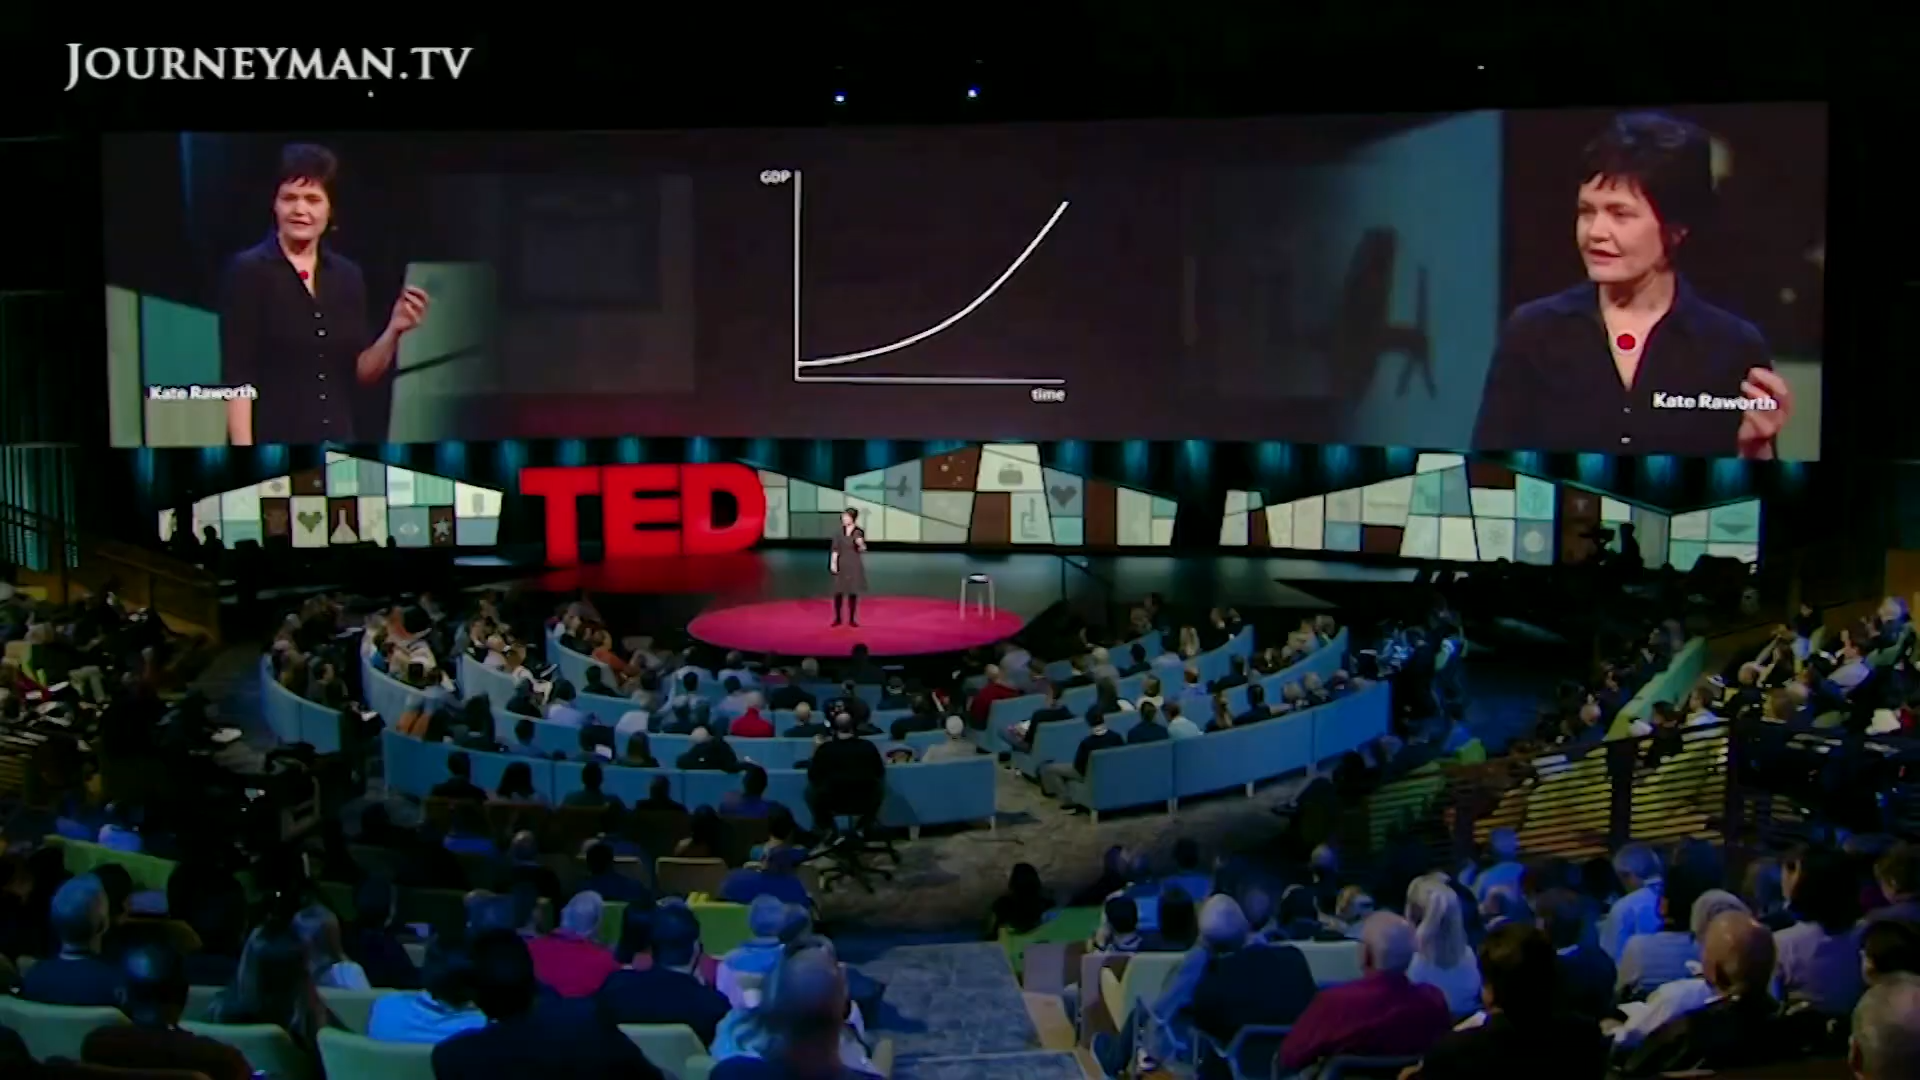 JOURNEYMAN.TV
GDP
time
Kate Raworth
Kate Raworth
TED